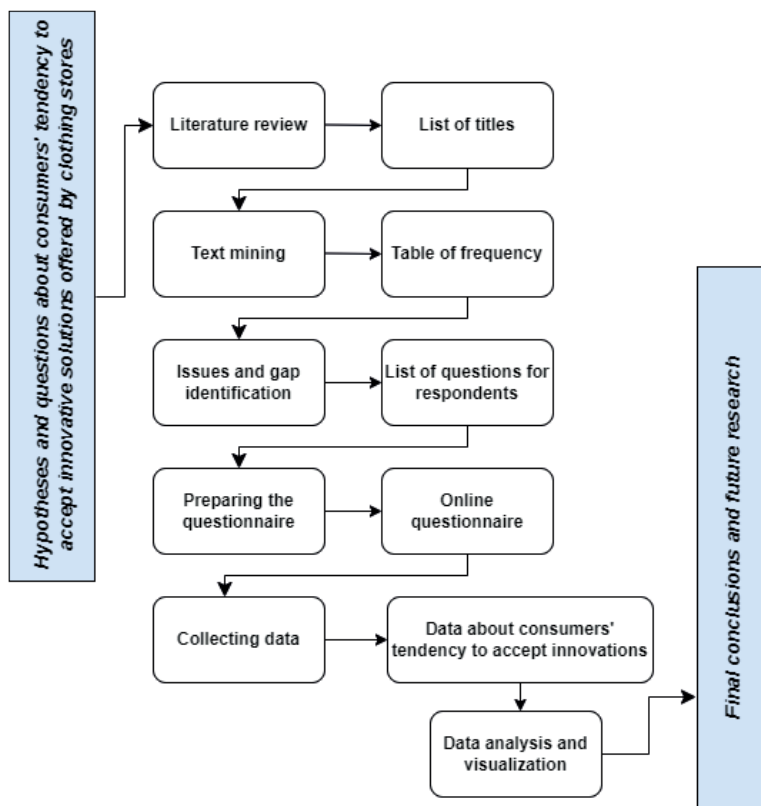 Hypotheses and questions about consumers' tendency to
accept innovative solutions offered by clothing stores
Literature review
List of titles
Text mining
Table of frequency
Issues and gap
identification
List of questions for
respondents
Preparing the
questionnaire
Online
questionnaire
Collecting data
Data about consumers'
tendency to accept innovations
Data analysis and
visualization
Final conclusions and future research